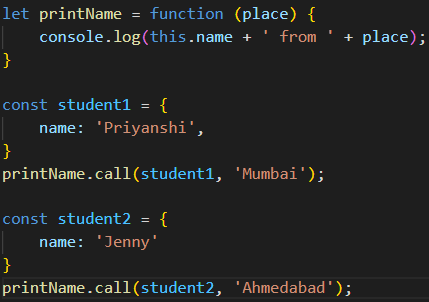 let printName = function (place) {
    console.log(this.name + ' from ' + place);
}
const student1 = {
    name: 'Priyanshi',
}
printName.call(student1, 'Mumbai');
const student2 = {
    name: 'Jenny'
}
printName.call(student2, 'Ahmedabad');